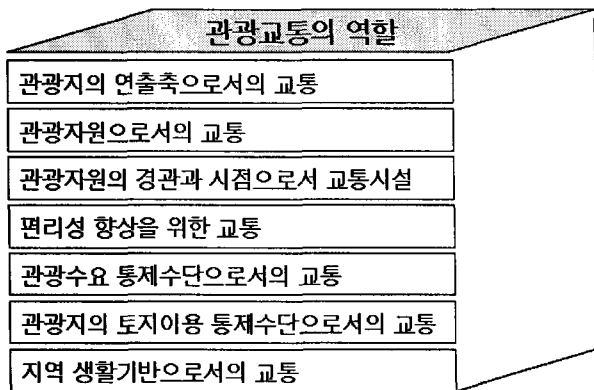 관광교통의 역할
관광지의 연출축으로서의 교통
관광자원으로서의 교통
관광자원의 경관과 시점으로서 교통시설
편리성 향상을 위한 교통
관광수요 통제수단으로서의 교통
관광지의 토지이용 통제수단으로서의 교통
지역 생활기반으로서의 교통